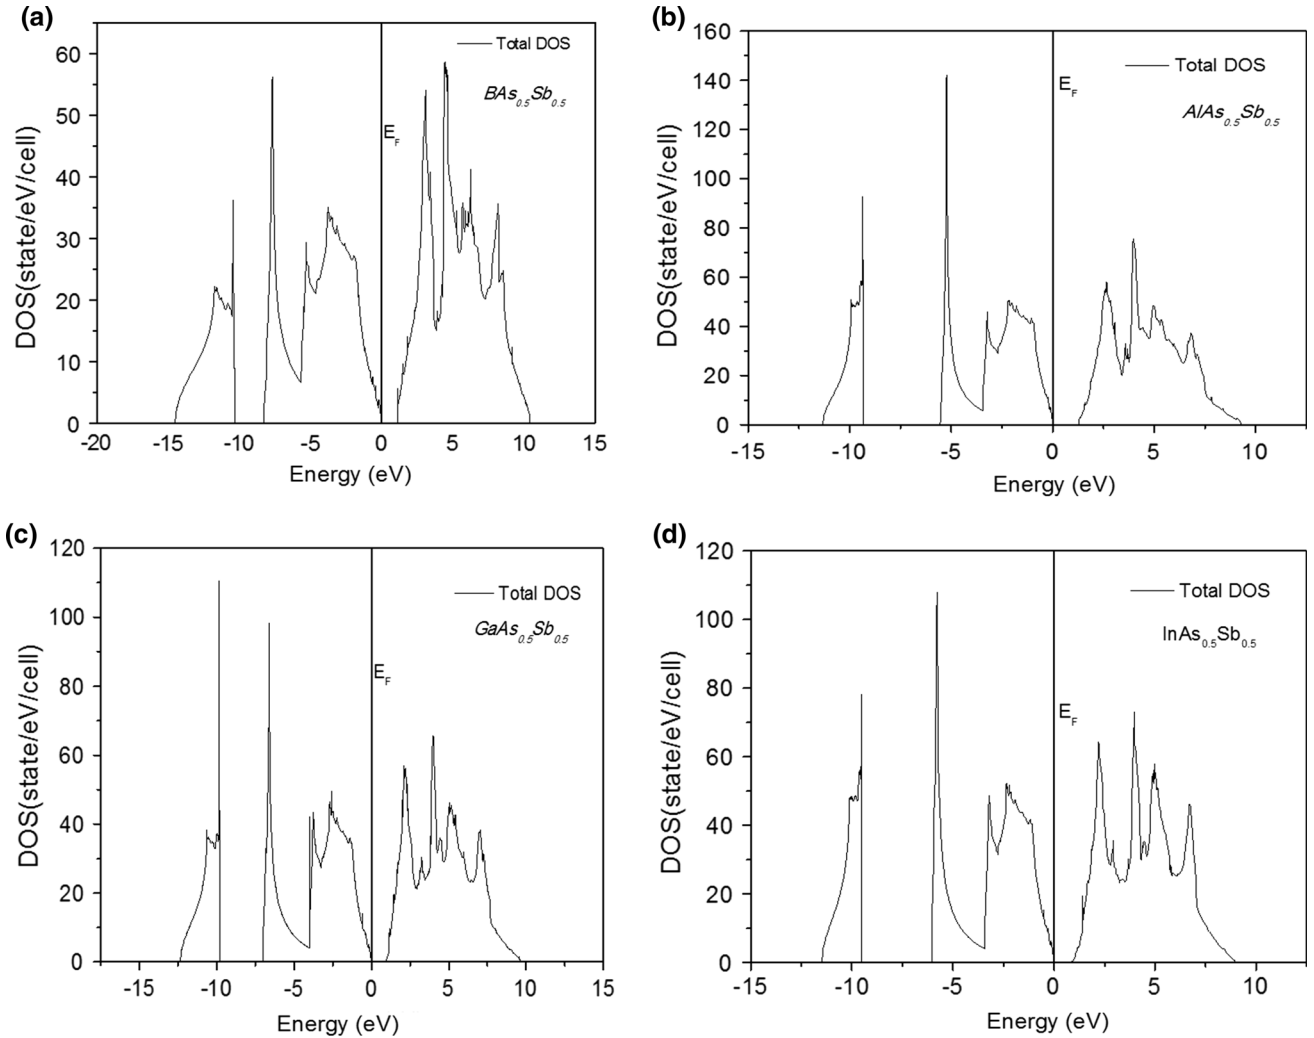 (a)
60
50
40
30
20
10
0
DOS(state/eV/cell)
Total DOS
BAs0.5Sb0.5
EF
-20 -15 -10 -5 0 5 10 15
Energy (eV)
(b)
160
140
120
100
80
60
40
20
0
DOS(state/eV/cell)
Total DOS
AlAs0.5Sb0.5
EF
-15 -10 -5 0 5 10
Energy (eV)
(c)
120
100
80
60
40
20
0
DOS(state/eV/cell)
Total DOS
GaAs0.5Sb0.5
EF
-15 -10 -5 0 5 10 15
Energy (eV)
(d)
120
100
80
60
40
20
0
DOS(state/eV/cell)
Total DOS
InAs0.5Sb0.5
EF
-15 -10 -5 0 5 10
Energy (eV)